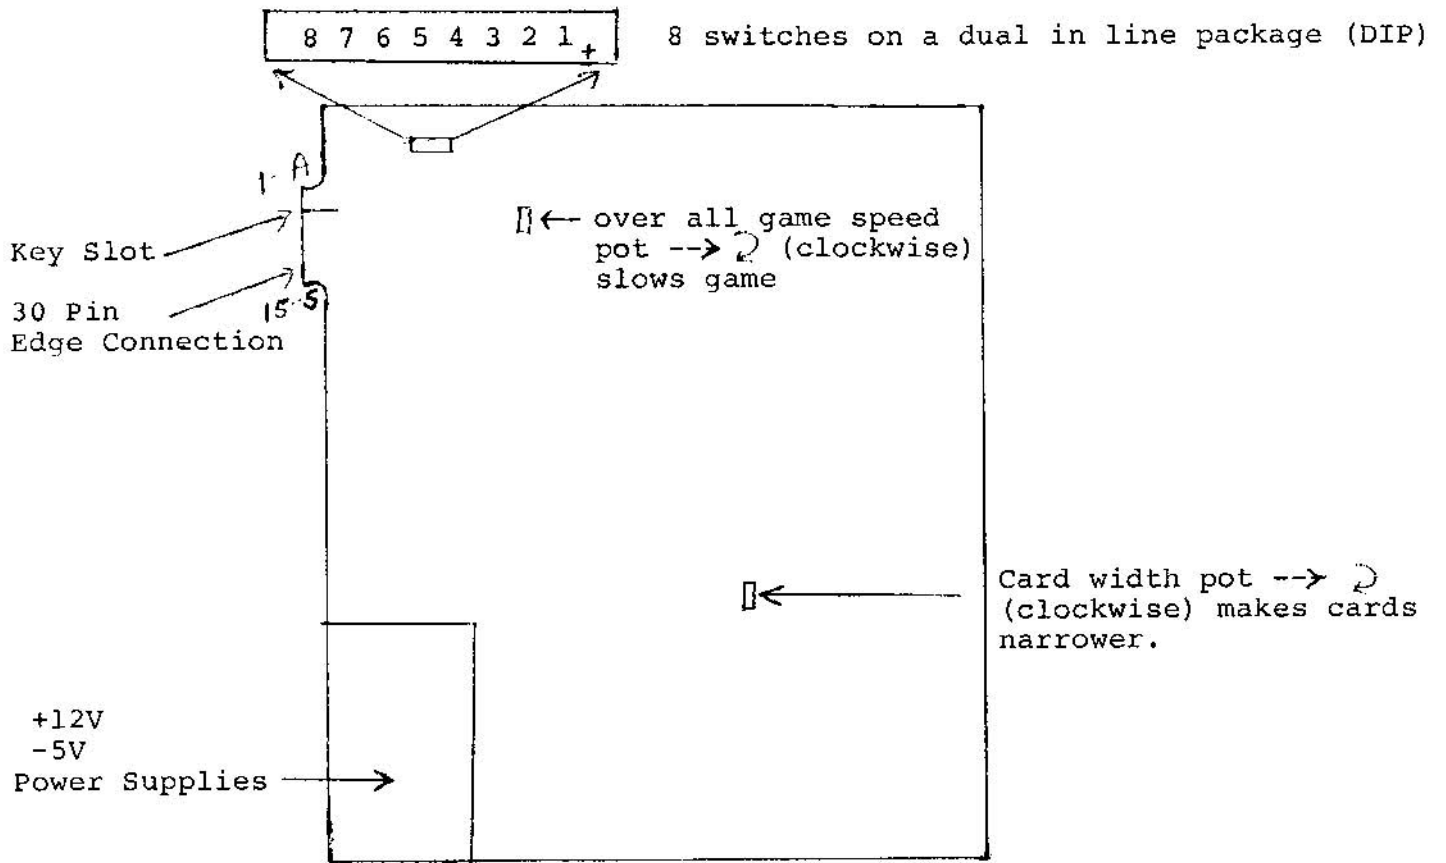 8 7 6 5 4 3 2 1 +
8 switches on a dual in line package (DIP)
1- A
Key Slot
30 Pin
Edge Connection
15-S
over all game speed
pot --> (clockwise)
slows game
Card width pot -->
(clockwise) makes cards
narrower.
+12V
-5V
Power Supplies